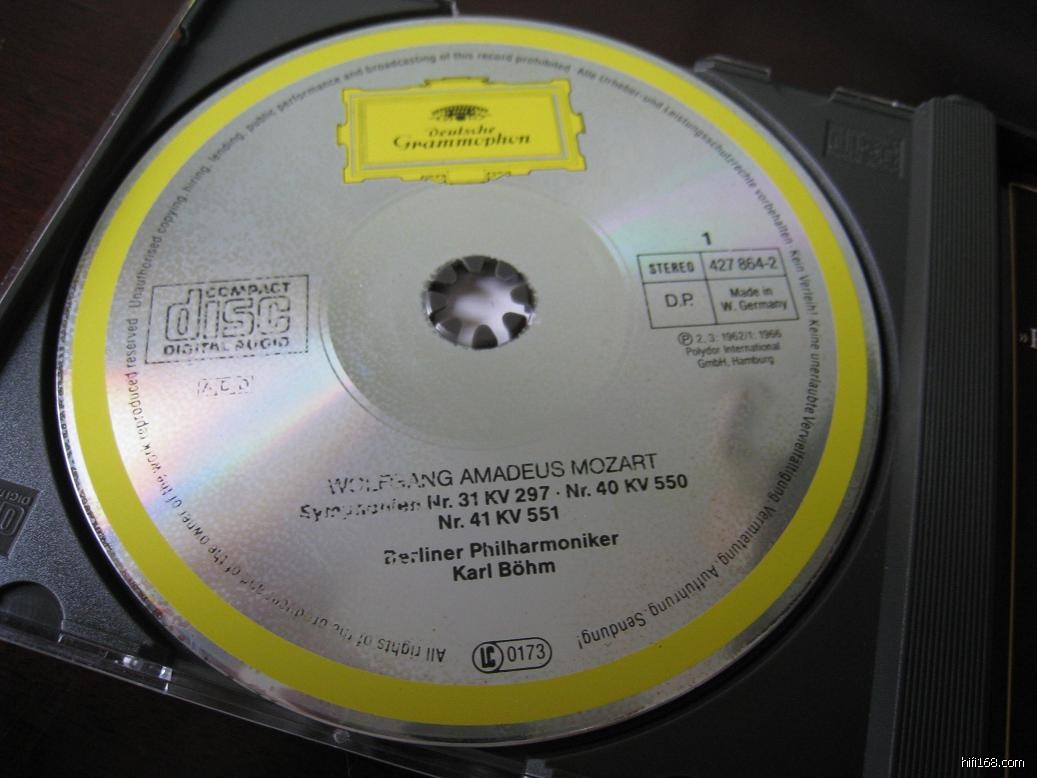 Deutsche
Grammophon
All rights of the producer and of the owner of the work reproduced reserved · Unauthorised copying, hiring, lending, public performance and broadcasting of this record prohibited · Alle Urheber- und Leistungsschutzrechte vorbehalten · Kein Verleih! Keine unerlaubte Vervielfältigung, Vermietung, Aufführung, Sendung!
1
STEREO 427 864-2
D.P. Made in
W. Germany
Ⓟ 2, 3: 1962/1: 1966
Polydor International
GmbH, Hamburg
COMPACT
disc
DIGITAL AUDIO
WOLFGANG AMADEUS MOZART
Symphonien Nr. 31 KV 297 · Nr. 40 KV 550
Nr. 41 KV 551
Berliner Philharmoniker
Karl Böhm
LC 0173
hifi168.com